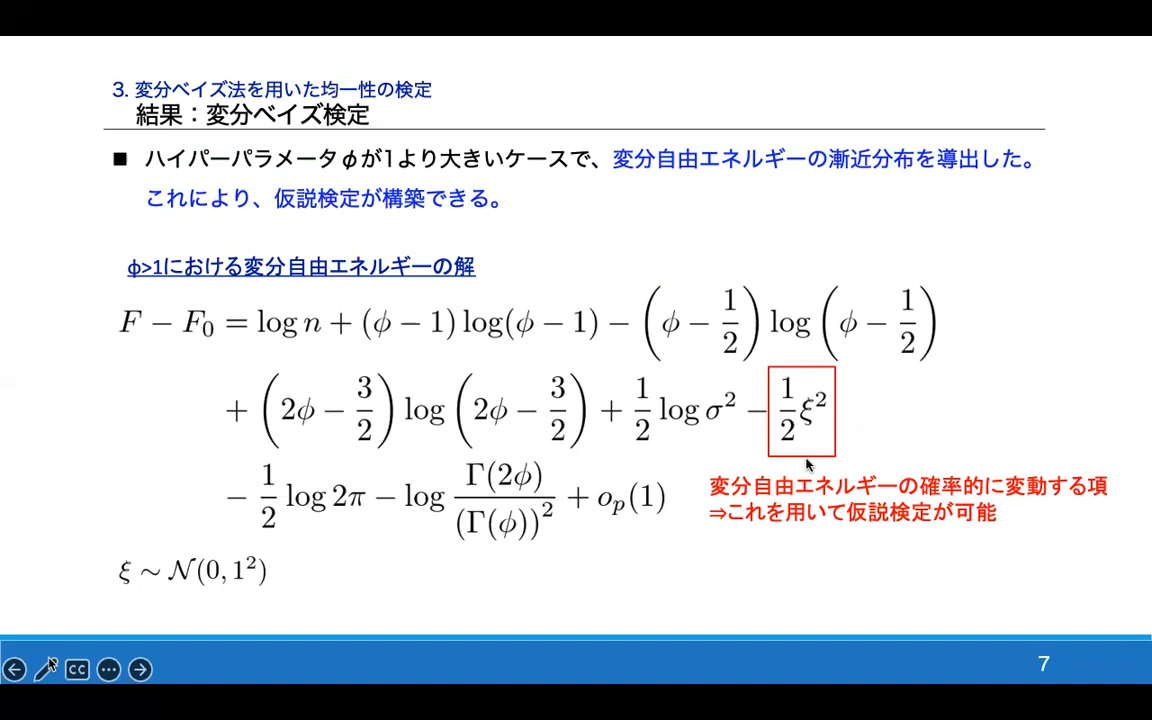 3. 変分ベイズ法を用いた均一性の検定
結果：変分ベイズ検定
■ ハイパーパラメータφが1より大きいケースで、変分自由エネルギーの漸近分布を導出した。
これにより、仮説検定が構築できる。
φ>1における変分自由エネルギーの解
F − F₀ = log n + (ϕ − 1) log(ϕ − 1) − (ϕ − 1/2) log (ϕ − 1/2)
+ (2ϕ − 3/2) log (2ϕ − 3/2) + 1/2 log σ² − 1/2 ξ²
− 1/2 log 2π − log Γ(2ϕ)/(Γ(ϕ))² + oₚ(1)
変分自由エネルギーの確率的に変動する項
⇒これを用いて仮説検定が可能
ξ ∼ 𝒩(0, 1²)
CC
7